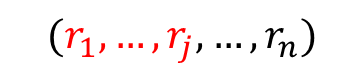 (r₁, …, rⱼ, …, rₙ)